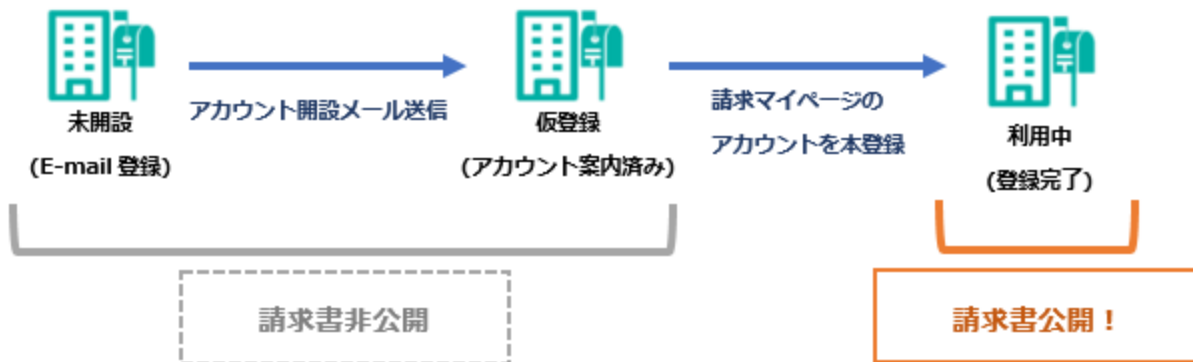 未開設
(E-mail 登録)
アカウント開設メール送信
仮登録
(アカウント案内済み)
請求マイページの
アカウントを本登録
利用中
(登録完了)
請求書非公開
請求書公開！